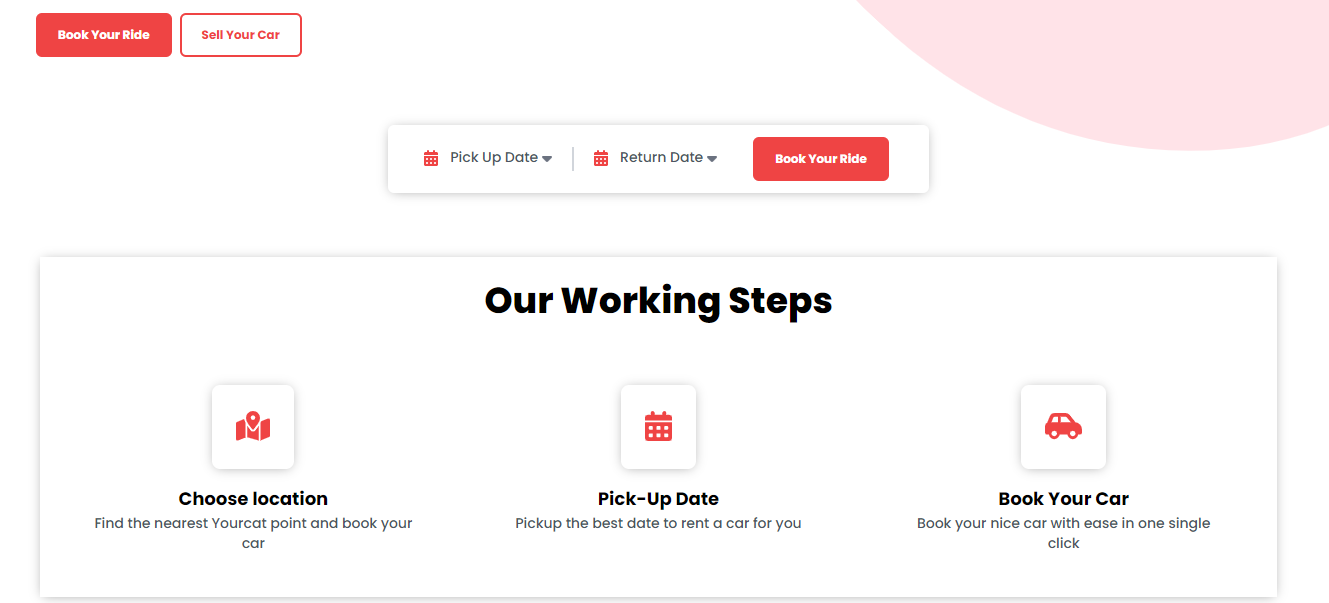 Book Your Ride
Sell Your Car
Pick Up Date
Return Date
Book Your Ride
Our Working Steps
Choose location
Find the nearest Yourcat point and book your
car
Pick-Up Date
Pickup the best date to rent a car for you
Book Your Car
Book your nice car with ease in one single
click